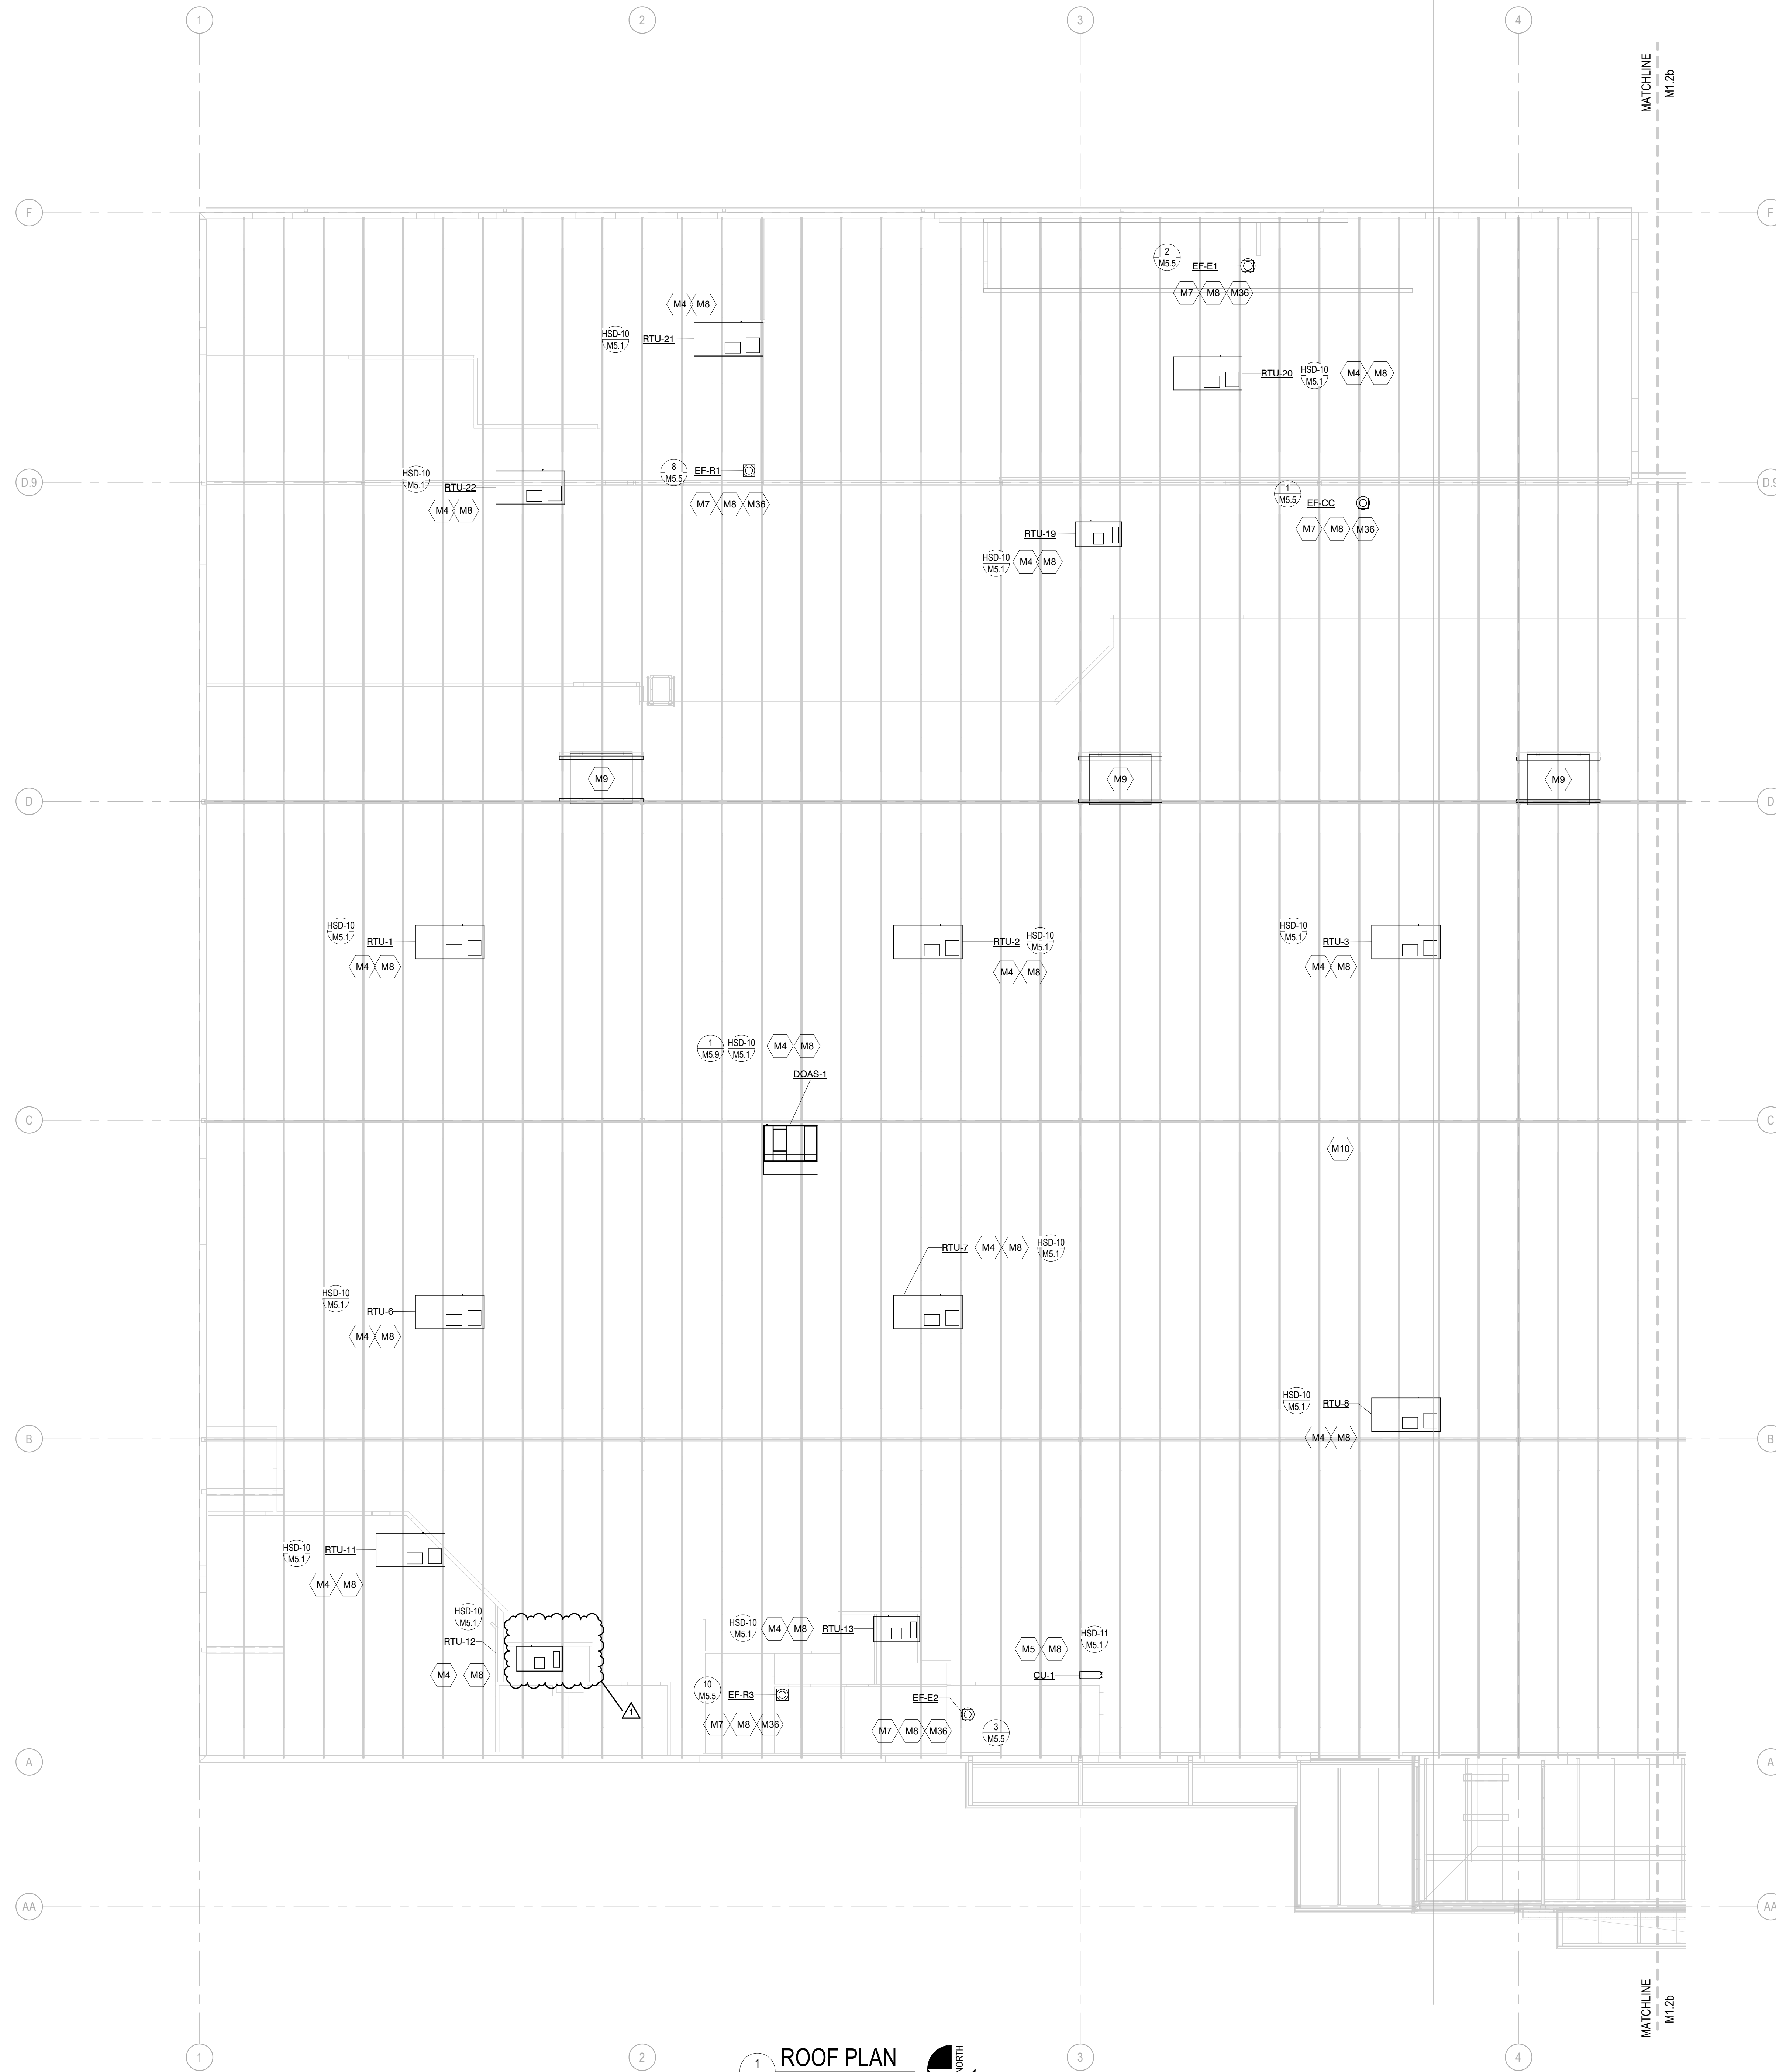 1
2
3
4
MATCHLINE
M1.2b
F
F
2
M5.5
EF-E1
M7 M8 M36
M4 M8
HSD-10
M5.1
RTU-21
RTU-20
HSD-10
M5.1
M4 M8
D.9
D.9
HSD-10
M5.1
RTU-22
M4 M8
8
M5.5
EF-R1
M7 M8 M36
1
M5.5
EF-CC
M7 M8 M36
RTU-19
HSD-10
M5.1
M4 M8
M9
M9
M9
D
D
HSD-10
M5.1
RTU-1
M4 M8
RTU-2
HSD-10
M5.1
M4 M8
HSD-10
M5.1
RTU-3
M4 M8
1
M5.9
HSD-10
M5.1
M4 M8
DOAS-1
C
C
M10
RTU-7
M4 M8
HSD-10
M5.1
HSD-10
M5.1
RTU-6
M4 M8
HSD-10
M5.1
RTU-8
M4 M8
B
B
HSD-10
M5.1
RTU-11
M4 M8
HSD-10
M5.1
RTU-12
M4 M8
1
HSD-10
M5.1
M4 M8
RTU-13
M5 M8
HSD-11
M5.1
CU-1
10
M5.5
EF-R3
M7 M8 M36
EF-E2
M7 M8 M36
3
M5.5
A
A
AA
AA
MATCHLINE
M1.2b
1
2
3
4
1
ROOF PLAN
NORTH